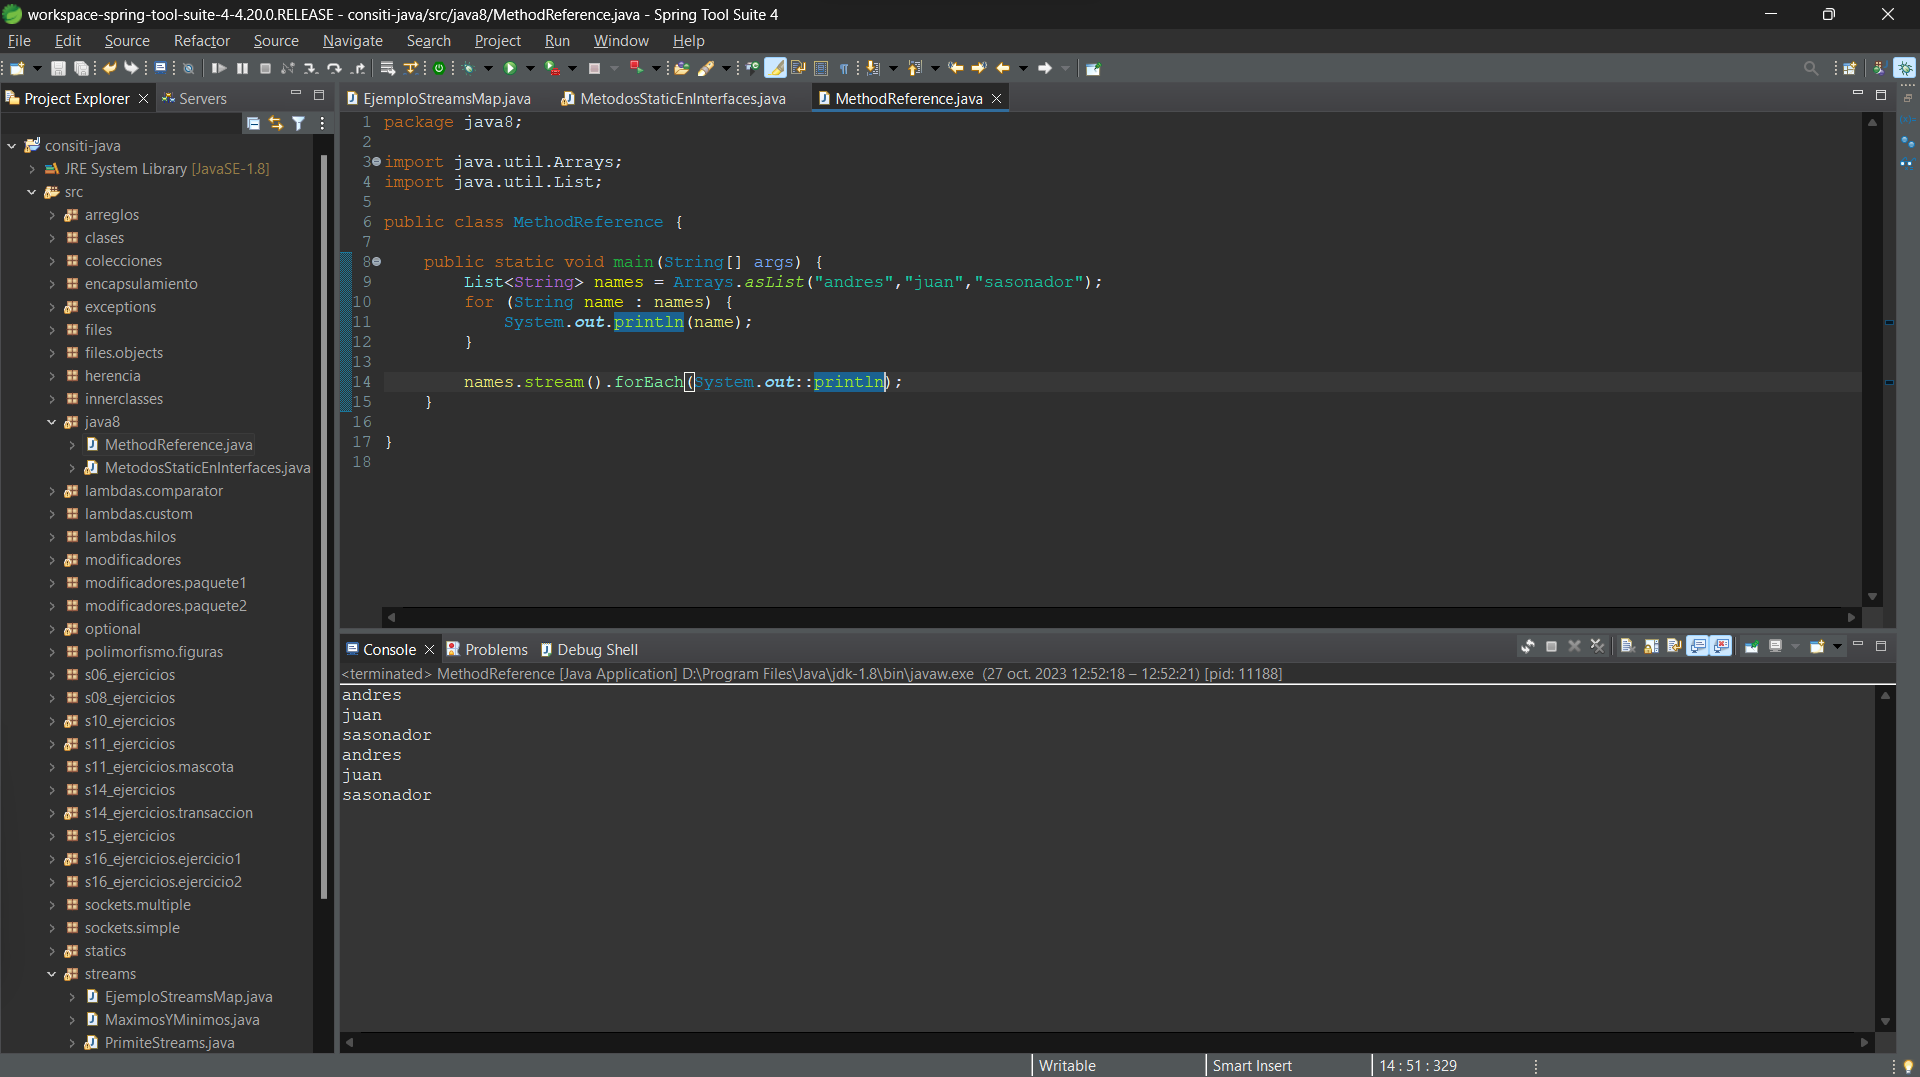 workspace-spring-tool-suite-4-4.20.0.RELEASE - consiti-java/src/java8/MethodReference.java - Spring Tool Suite 4
File Edit Source Refactor Source Navigate Search Project Run Window Help
Project Explorer Servers
EjemploStreamsMap.java MetodosStaticEnInterfaces.java MethodReference.java
consiti-java
JRE System Library [JavaSE-1.8]
src
arreglos
clases
colecciones
encapsulamiento
exceptions
files
files.objects
herencia
innerclasses
java8
MethodReference.java
MetodosStaticEnInterfaces.java
lambdas.comparator
lambdas.custom
lambdas.hilos
modificadores
modificadores.paquete1
modificadores.paquete2
optional
polimorfismo.figuras
s06_ejercicios
s08_ejercicios
s10_ejercicios
s11_ejercicios
s11_ejercicios.mascota
s14_ejercicios
s14_ejercicios.transaccion
s15_ejercicios
s16_ejercicios.ejercicio1
s16_ejercicios.ejercicio2
sockets.multiple
sockets.simple
statics
streams
EjemploStreamsMap.java
MaximosYMinimos.java
PrimiteStreams.java
1 package java8;
2
3 import java.util.Arrays;
4 import java.util.List;
5
6 public class MethodReference {
7
8 public static void main(String[] args) {
9 List<String> names = Arrays.asList("andres","juan","sasonador");
10 for (String name : names) {
11 System.out.println(name);
12 }
13
14 names.stream().forEach(System.out::println);
15 }
16
17 }
18
Console Problems Debug Shell
<terminated> MethodReference [Java Application] D:\Program Files\Java\jdk-1.8\bin\javaw.exe (27 oct. 2023 12:52:18 – 12:52:21) [pid: 11188]
andres
juan
sasonador
andres
juan
sasonador
Writable Smart Insert 14 : 51 : 329